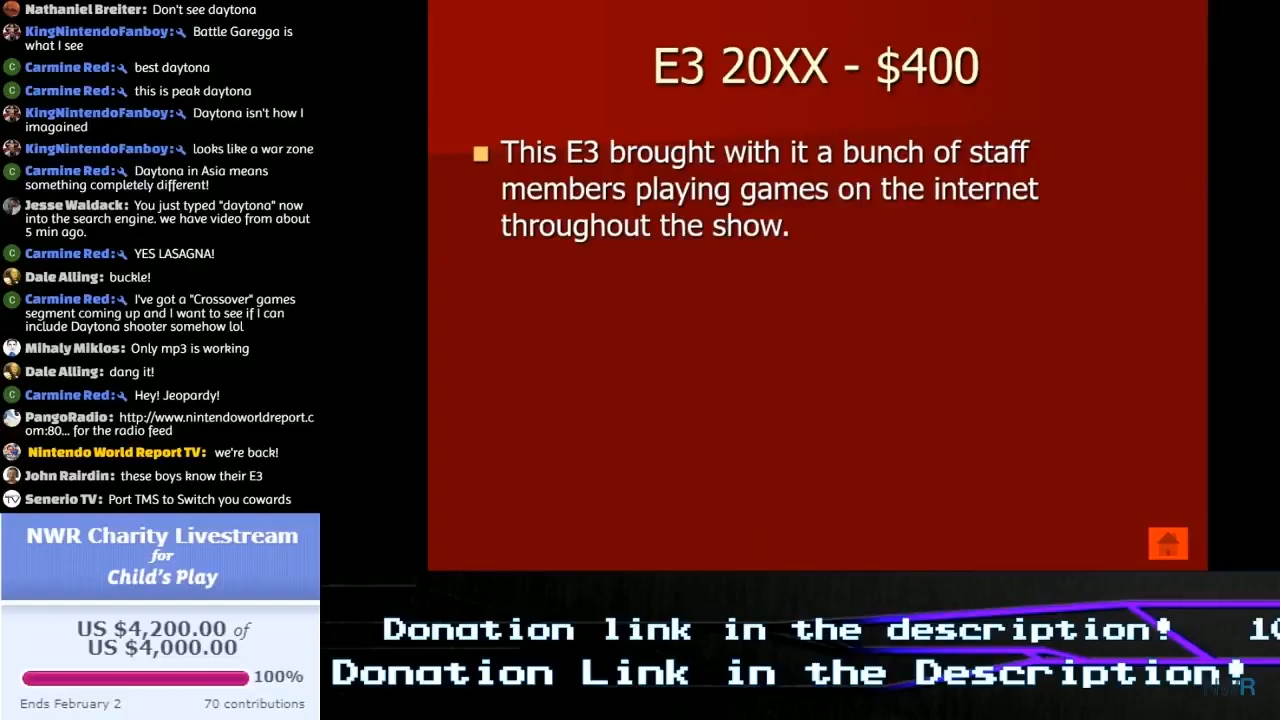 Nathaniel Breiter: Don't see daytona
KingNintendoFanboy: Battle Garegga is
what I see
C Carmine Red: best daytona
C Carmine Red: this is peak daytona
KingNintendoFanboy: Daytona isn't how I
imagained
KingNintendoFanboy: looks like a war zone
C Carmine Red: Daytona in Asia means
something completely different!
Jesse Waldack: You just typed "daytona" now
into the search engine. we have video from about
5 min ago.
C Carmine Red: YES LASAGNA!
Dale Alling: buckle!
C Carmine Red: I've got a "Crossover" games
segment coming up and I want to see if I can
include Daytona shooter somehow lol
Mihaly Miklos: Only mp3 is working
Dale Alling: dang it!
C Carmine Red: Hey! Jeopardy!
PangoRadio: http://www.nintendoworldreport.c
om:80... for the radio feed
Nintendo World Report TV: we're back!
John Rairdin: these boys know their E3
TV Senerio TV: Port TMS to Switch you cowards
NWR Charity Livestream
for
Child's Play
US $4,200.00 of
US $4,000.00
100%
Ends February 2 70 contributions
E3 20XX - $400
This E3 brought with it a bunch of staff
members playing games on the internet
throughout the show.
Donation link in the description! 10
Donation Link in the Description!
NWR